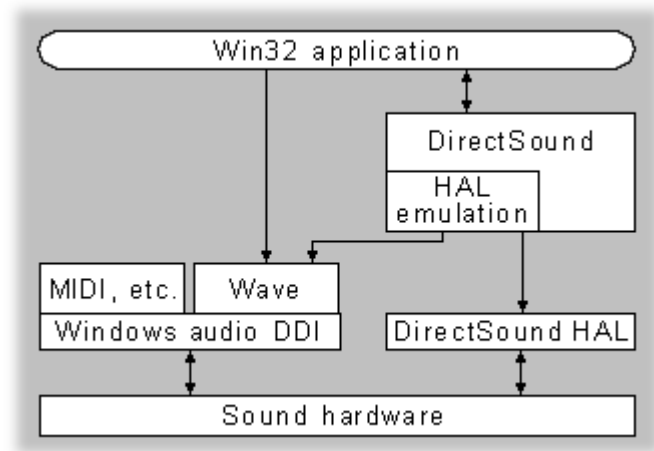 Win32 application
DirectSound
HAL
emulation
MIDI, etc.
Wave
Windows audio DDI
DirectSound HAL
Sound hardware